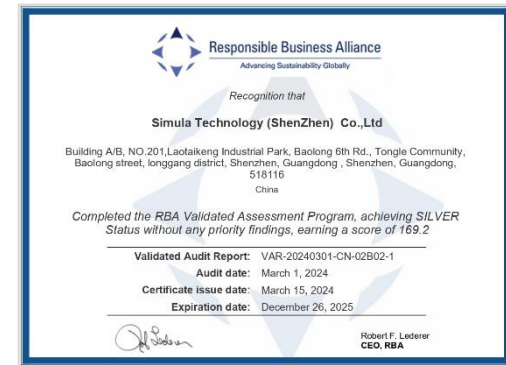 Responsible Business Alliance
Advancing Sustainability Globally
Recognition that
Simula Technology (ShenZhen) Co.,Ltd
Building A/B, NO.201,Laotaikeng Industrial Park, Baolong 6th Rd., Tongle Community,
Baolong street, longgang district, Shenzhen, Guangdong , Shenzhen, Guangdong,
518116
China
Completed the RBA Validated Assessment Program, achieving SILVER
Status without any priority findings, earning a score of 169.2
Validated Audit Report: VAR-20240301-CN-02B02-1
Audit date: March 1, 2024
Certificate issue date: March 15, 2024
Expiration date: December 26, 2025
Robert F. Lederer
CEO, RBA